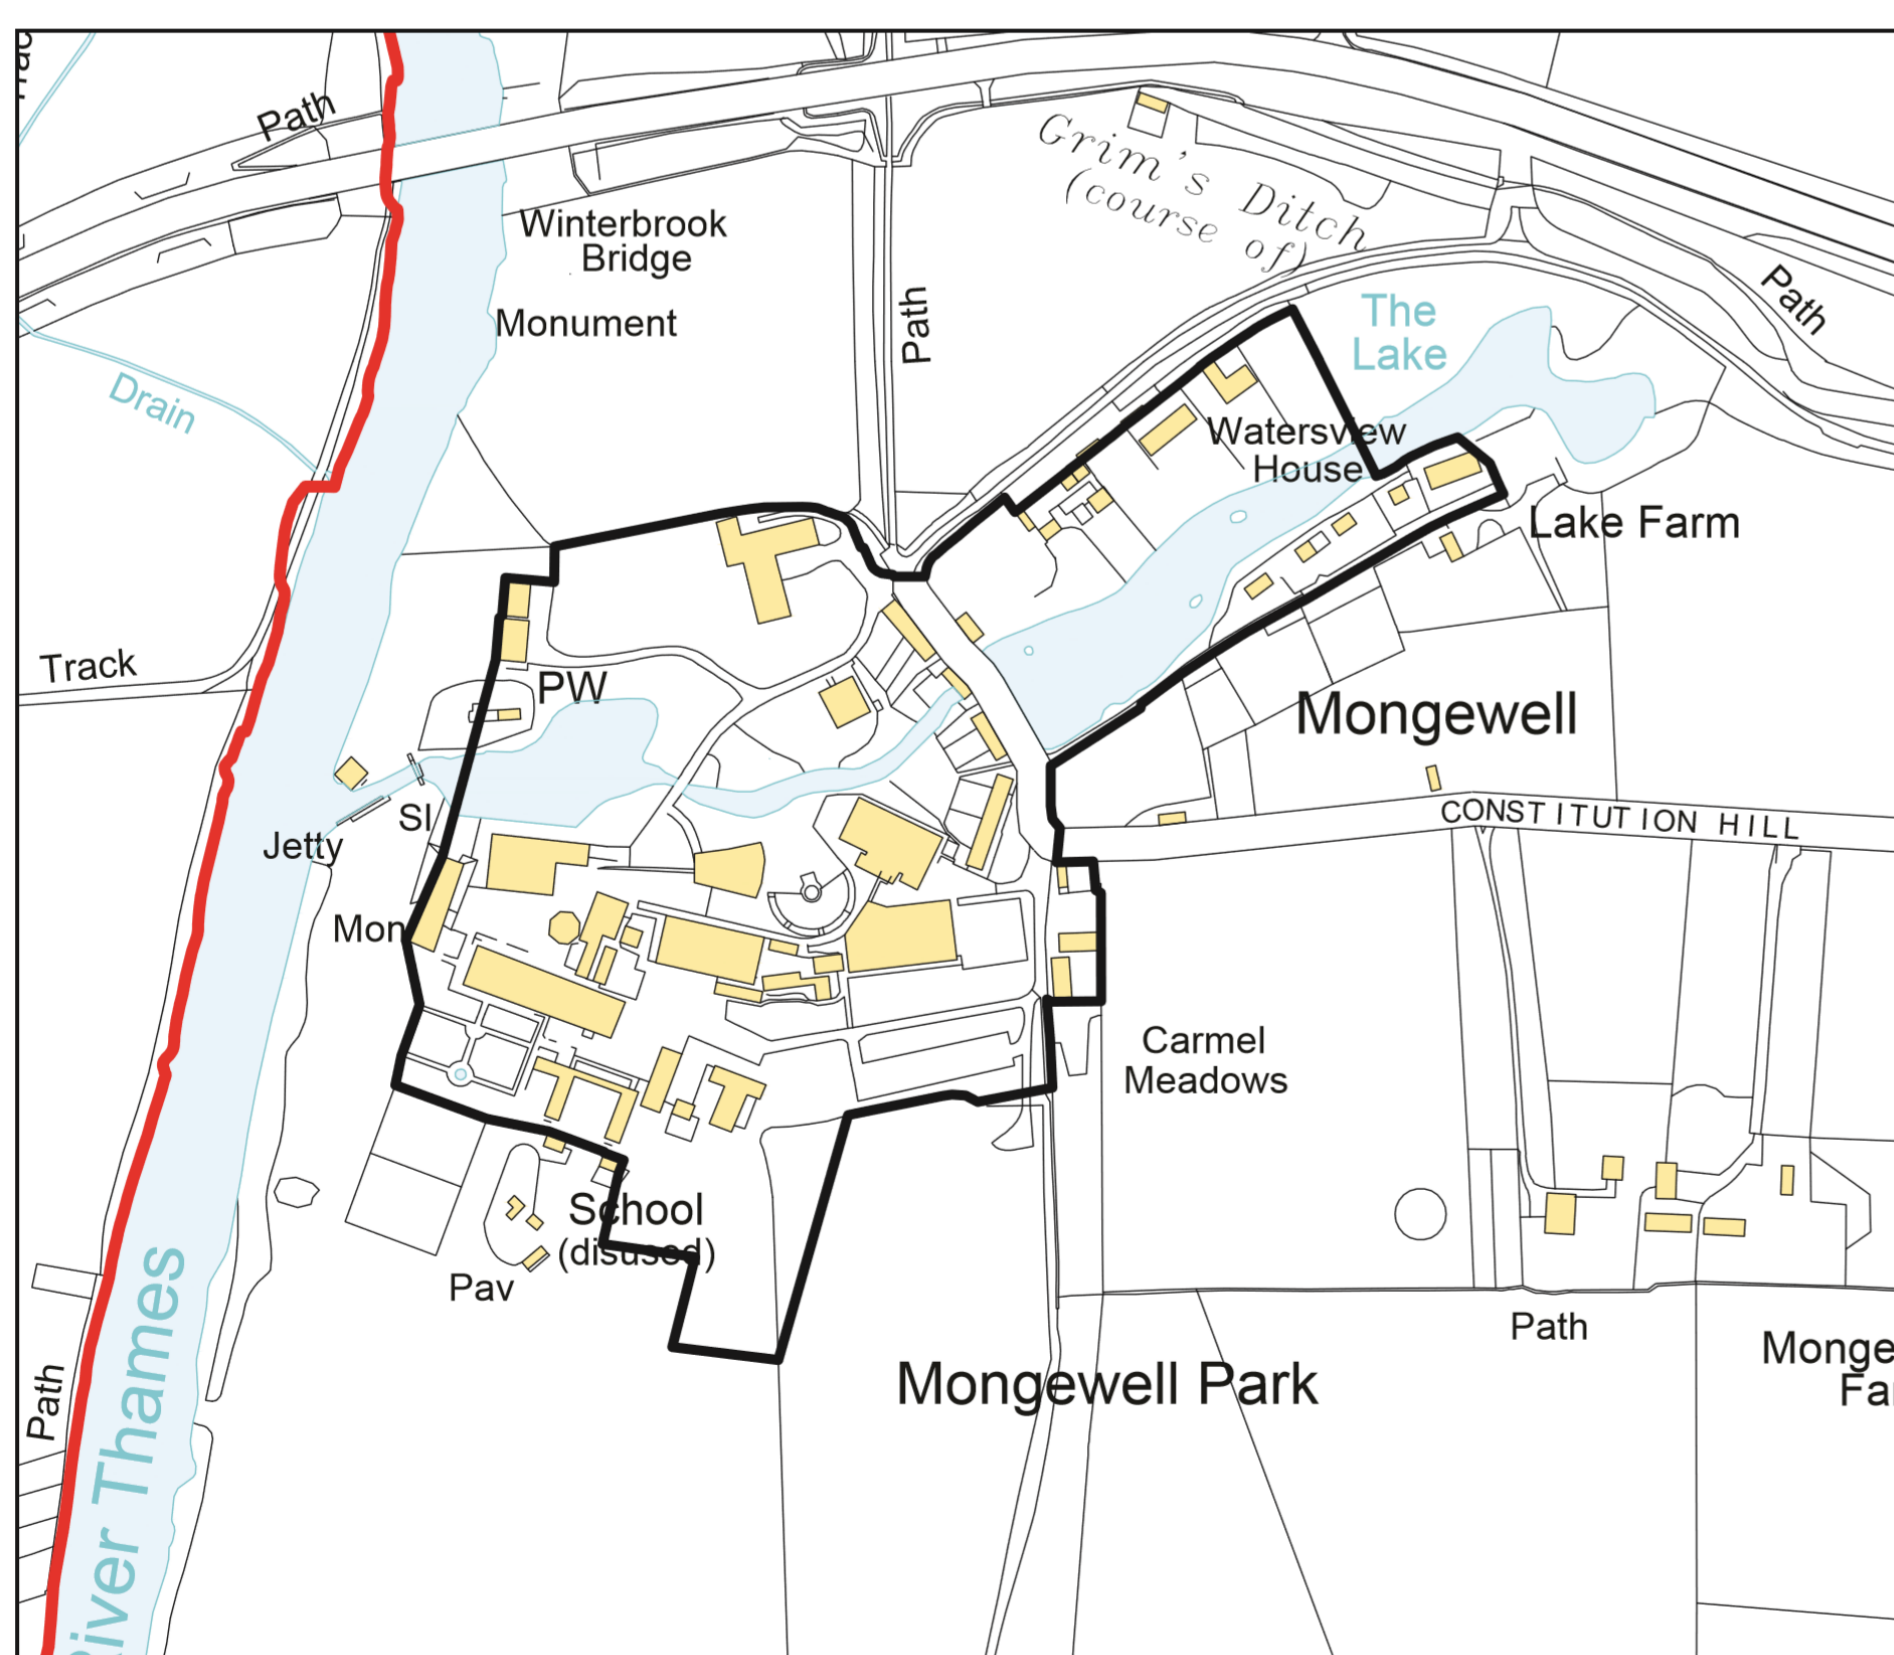 Path
Grim's Ditch
(course of)
Winterbrook
Bridge
Path
Path
Monument
The
Lake
Drain
Watersview
House
Lake Farm
Track
PW
Mongewell
SI
CONSTITUTION HILL
Jetty
Mon
Carmel
Meadows
School
(disused)
Pav
Path
Mongewell Park
Path
River Thames